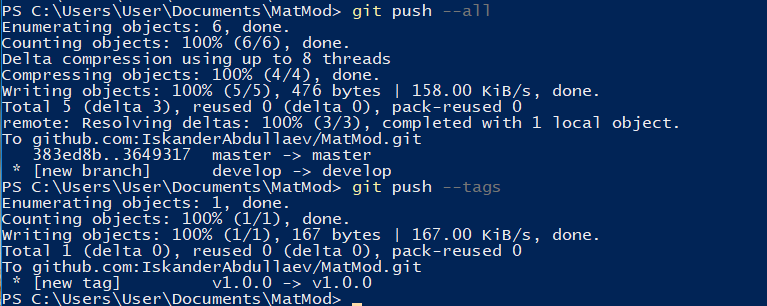 PS C:\Users\User\Documents\MatMod> git push --all
Enumerating objects: 6, done.
Counting objects: 100% (6/6), done.
Delta compression using up to 8 threads
Compressing objects: 100% (4/4), done.
Writing objects: 100% (5/5), 476 bytes | 158.00 KiB/s, done.
Total 5 (delta 3), reused 0 (delta 0), pack-reused 0
remote: Resolving deltas: 100% (3/3), completed with 1 local object.
To github.com:IskanderAbdullaev/MatMod.git
   383ed8b..3649317  master -> master
 * [new branch]      develop -> develop
PS C:\Users\User\Documents\MatMod> git push --tags
Enumerating objects: 1, done.
Counting objects: 100% (1/1), done.
Writing objects: 100% (1/1), 167 bytes | 167.00 KiB/s, done.
Total 1 (delta 0), reused 0 (delta 0), pack-reused 0
To github.com:IskanderAbdullaev/MatMod.git
 * [new tag]         v1.0.0 -> v1.0.0
PS C:\Users\User\Documents\MatMod>